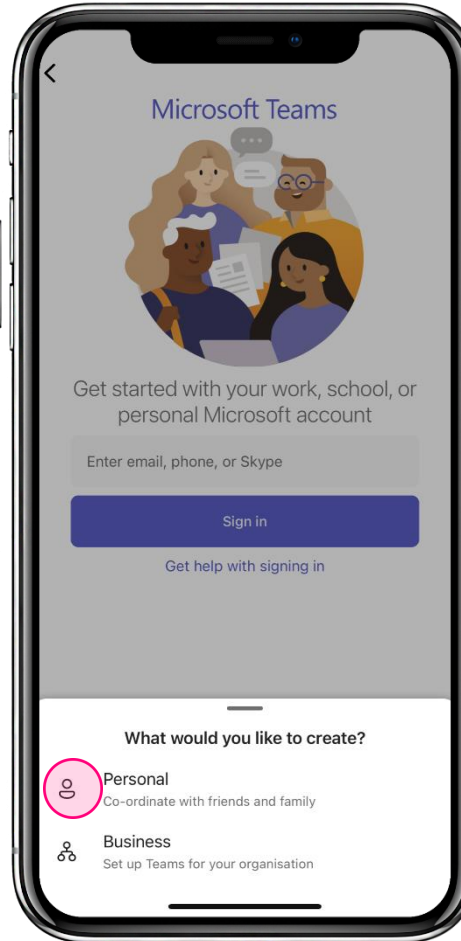 Microsoft Teams
Get started with your work, school, or
personal Microsoft account
Enter email, phone, or Skype
Sign in
Get help with signing in
What would you like to create?
Personal
Co-ordinate with friends and family
Business
Set up Teams for your organisation